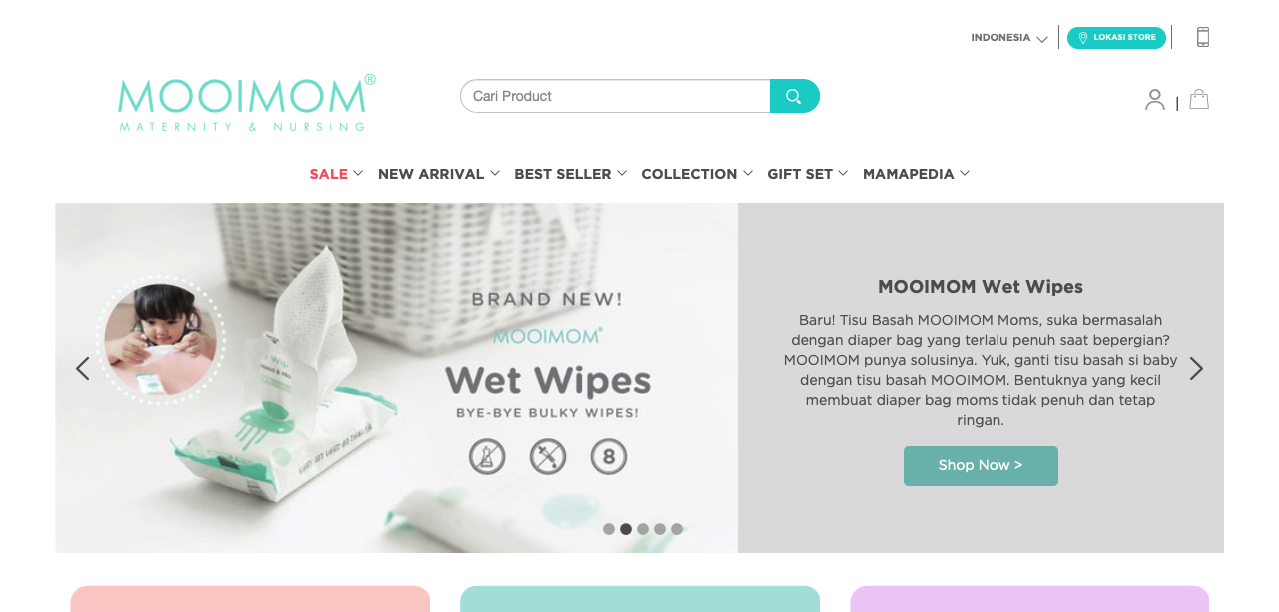 INDONESIA
LOKASI STORE
MOOIMOM®
MATERNITY & NURSING
Cari Product
SALE
NEW ARRIVAL
BEST SELLER
COLLECTION
GIFT SET
MAMAPEDIA
BRAND NEW!
MOOIMOM®
Wet Wipes
BYE-BYE BULKY WIPES!
8
MOOIMOM Wet Wipes
Baru! Tisu Basah MOOIMOM Moms, suka bermasalah
dengan diaper bag yang terlalu penuh saat bepergian?
MOOIMOM punya solusinya. Yuk, ganti tisu basah si baby
dengan tisu basah MOOIMOM. Bentuknya yang kecil
membuat diaper bag moms tidak penuh dan tetap
ringan.
Shop Now >